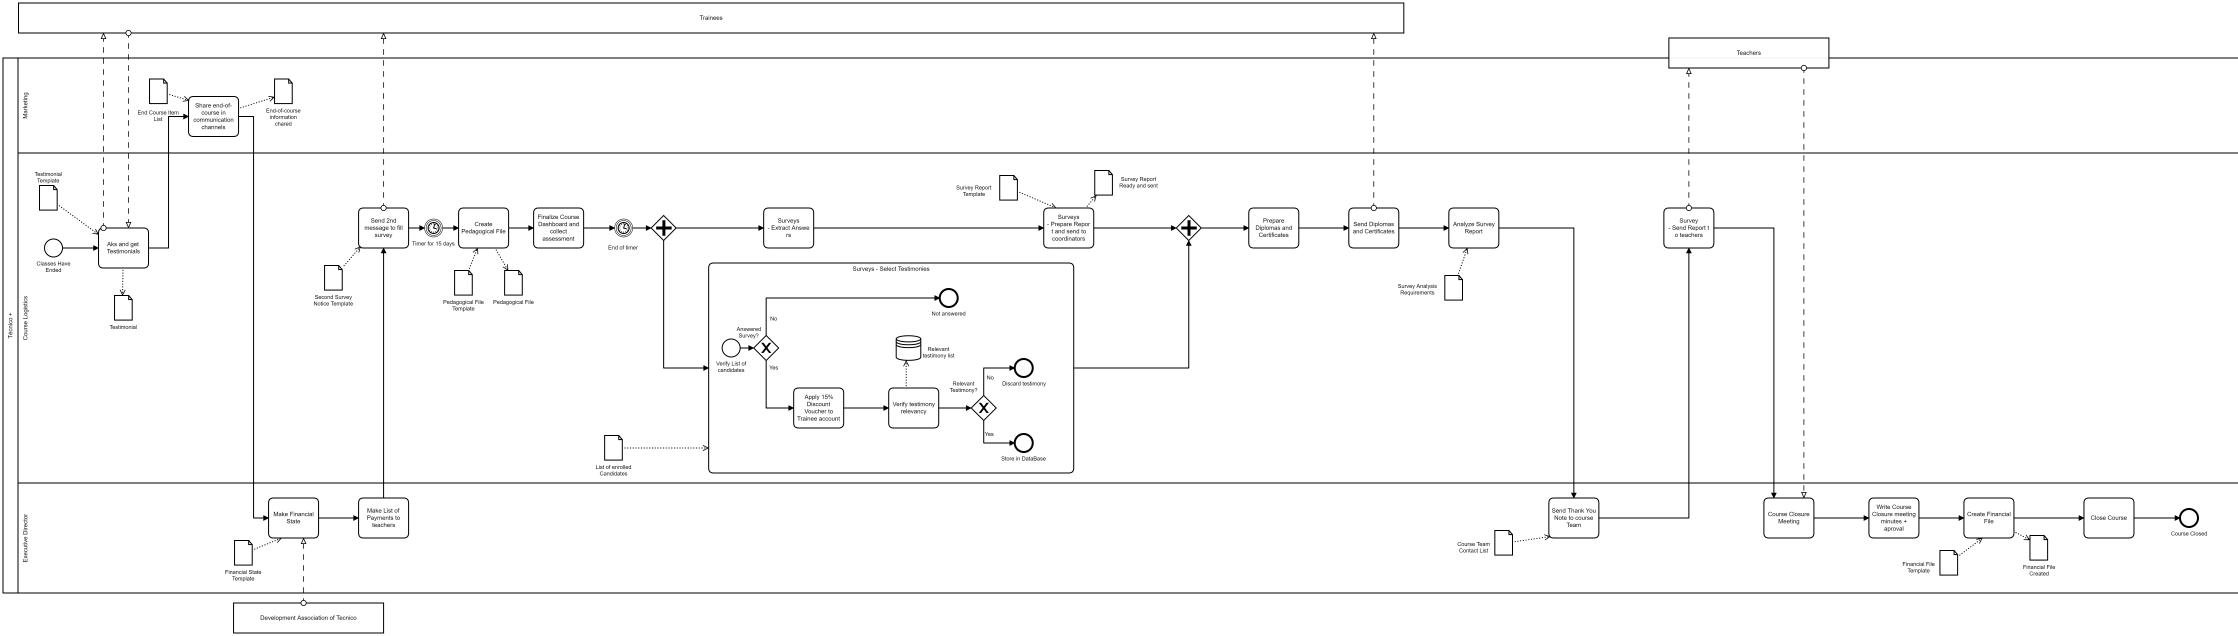 Trainees
Teachers
Técnico +
Marketing
End Course Item
List
Share end-of-
course in
communication
channels
End-of-course
information
chared
Course Logistics
Testimonial
Template
Classes Have
Ended
Aks and get
Testimonials
Testimonial
Send 2nd
message to fill
survey
Second Survey
Notice Template
Timer for 15 days
Create
Pedagogical File
Pedagogical File
Template
Pedagogical File
Finalize Course
Dashboard and
collect
assessment
End of timer
Surveys
- Extract Answe
rs
Survey Report
Template
Surveys
- Prepare Repor
t and send to
coordinators
Survey Report
Ready and sent
Surveys - Select Testimonies
Verify List of
candidates
Answered
Survey?
No
Not answered
Yes
Apply 15%
Discount
Voucher to
Trainee account
Verify testimony
relevancy
Relevant
testimony list
Relevant
Testimony?
No
Discard testimony
Yes
Store in DataBase
List of enrolled
Candidates
Prepare
Diplomas and
Certificates
Send Diplomas
and Certificates
Analyze Survey
Report
Survey Analysis
Requirements
Survey
- Send Report t
o teachers
Executive Director
Make Financial
State
Financial State
Template
Make List of
Payments to
teachers
Send Thank You
Note to course
Team
Course Team
Contact List
Course Closure
Meeting
Write Course
Closure meeting
minutes +
aproval
Create Financial
File
Financial File
Template
Financial File
Created
Close Course
Course Closed
Development Association of Tecnico